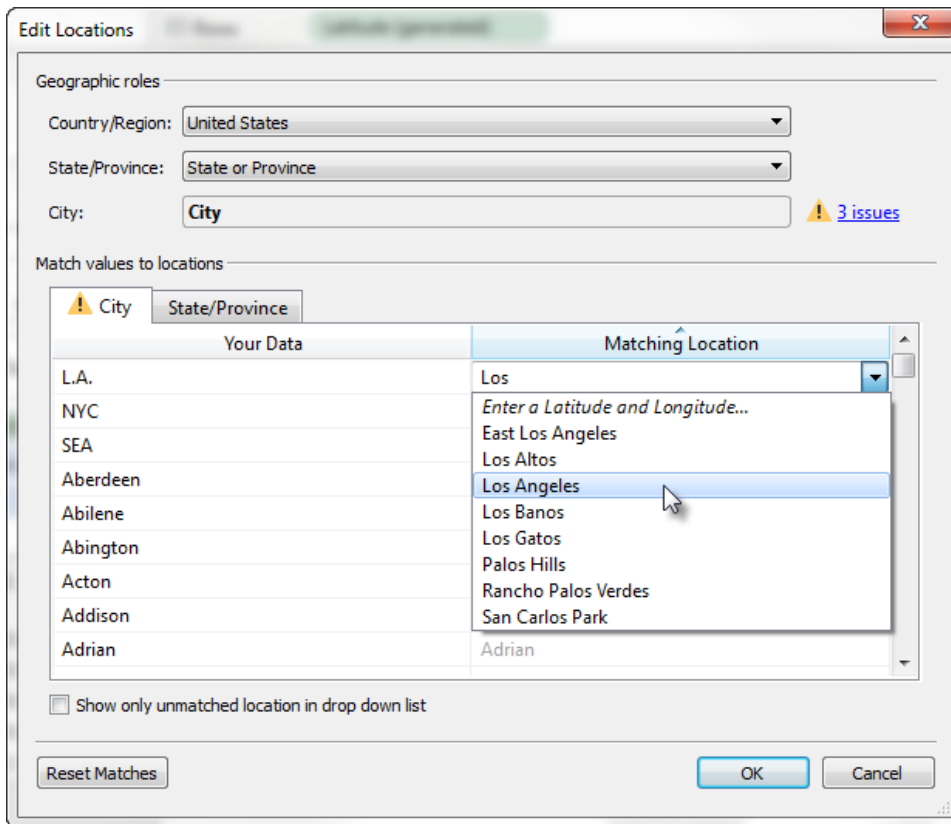 Edit Locations
Geographic roles
Country/Region: United States
State/Province: State or Province
City: City 3 issues
Match values to locations
City State/Province
Your Data Matching Location
L.A. Los
NYC Enter a Latitude and Longitude...
East Los Angeles
SEA
Los Altos
Aberdeen Los Angeles
Abilene Los Banos
Los Gatos
Abington
Palos Hills
Acton
Rancho Palos Verdes
Addison San Carlos Park
Adrian Adrian
Show only unmatched location in drop down list
Reset Matches OK Cancel